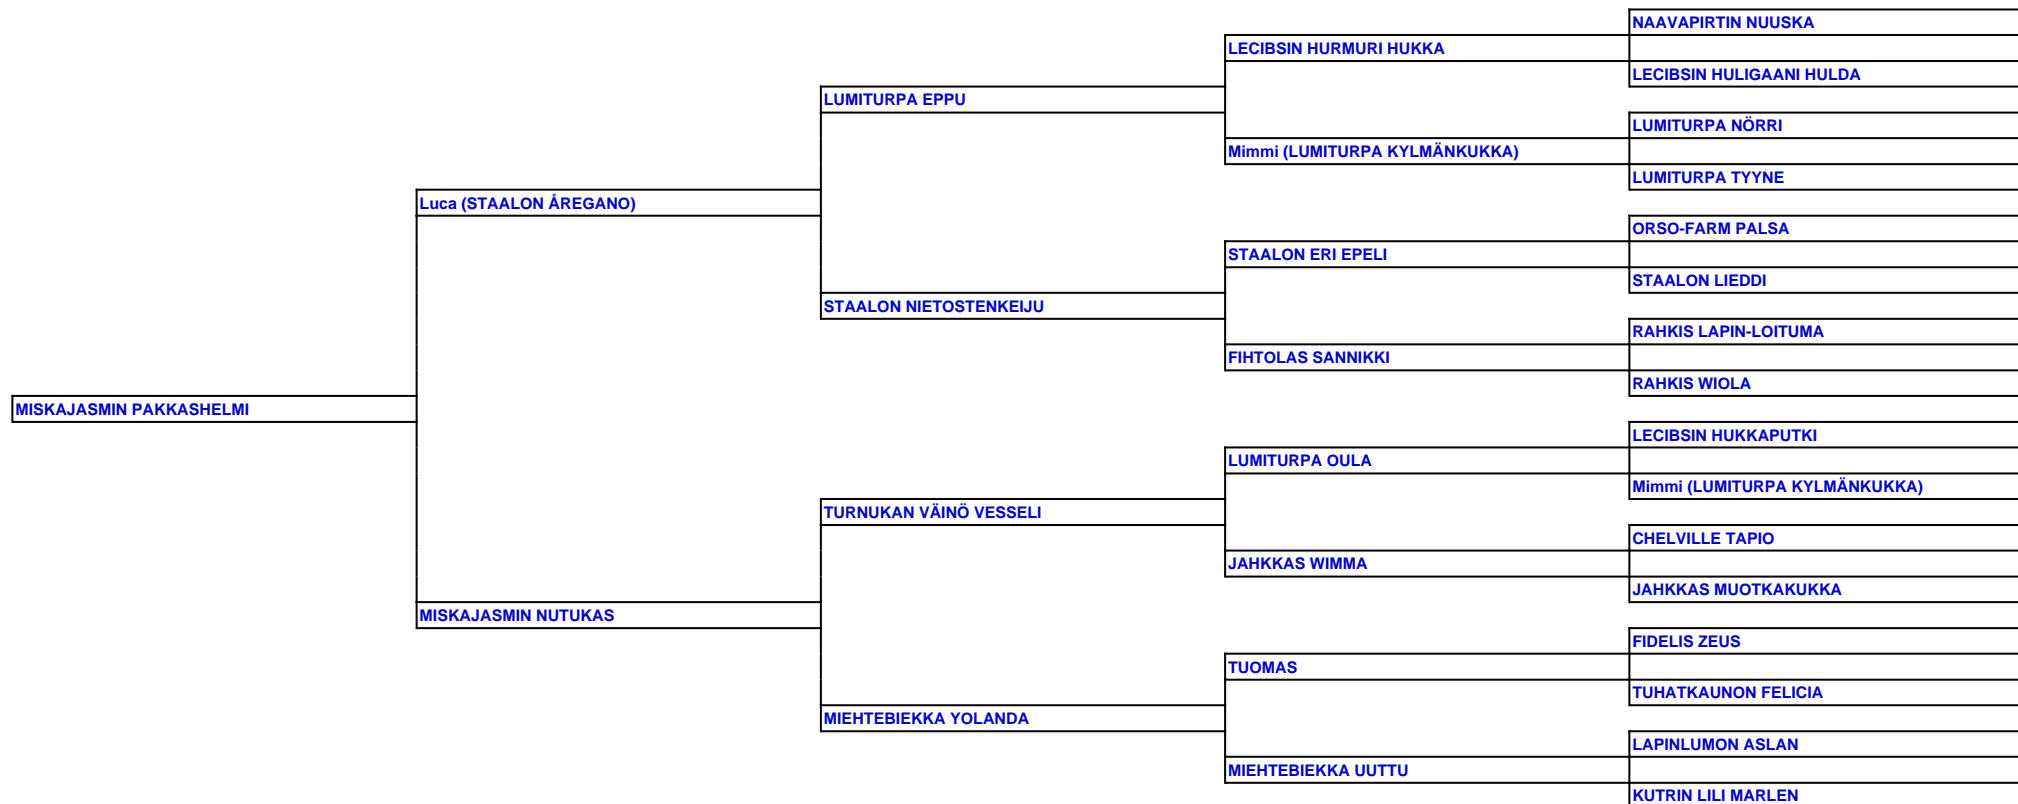 NAAVAPIRTIN NUUSKA
LECIBSIN HURMURI HUKKA
LECIBSIN HULIGAANI HULDA
LUMITURPA EPPU
LUMITURPA NÖRRI
Mimmi (LUMITURPA KYLMÄNKUKKA)
LUMITURPA TYYNE
Luca (STAALON ÅREGANO)
ORSO-FARM PALSA
STAALON ERI EPELI
STAALON LIEDDI
STAALON NIETOSTENKEIJU
RAHKIS LAPIN-LOITUMA
FIHTOLAS SANNIKKI
RAHKIS WIOLA
MISKAJASMIN PAKKASHELMI
LECIBSIN HUKKAPUTKI
LUMITURPA OULA
Mimmi (LUMITURPA KYLMÄNKUKKA)
TURNUKAN VÄINÖ VESSELI
CHELVILLE TAPIO
JAHKKAS WIMMA
JAHKKAS MUOTKAKUKKA
MISKAJASMIN NUTUKAS
FIDELIS ZEUS
TUOMAS
TUHATKAUNON FELICIA
MIEHTEBIEKKA YOLANDA
LAPINLUMON ASLAN
MIEHTEBIEKKA UUTTU
KUTRIN LILI MARLEN